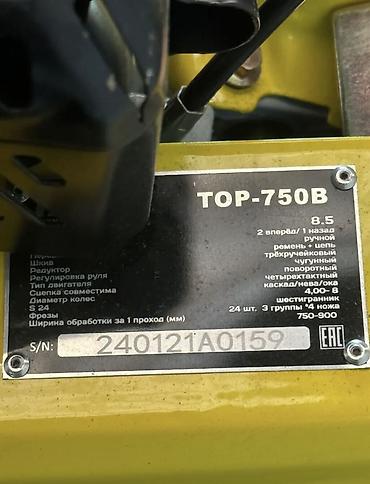 TOP-750B
8.5
2 вперёд/ 1 назад
ручной
ремень + цепь
Шкив трёхручейковый
Редуктор чугунный
Регулировка руля поворотный
Тип двигателя четырехтактный
Сцепка совместима каскад/нева/ока
Диаметр колес 4,00- 8
S 24 шестигранник
Фрезы 24 шт. 3 группы *4 ножа
Ширина обработки за 1 проход (мм) 750-900
S/N: 240121A0159 EAC